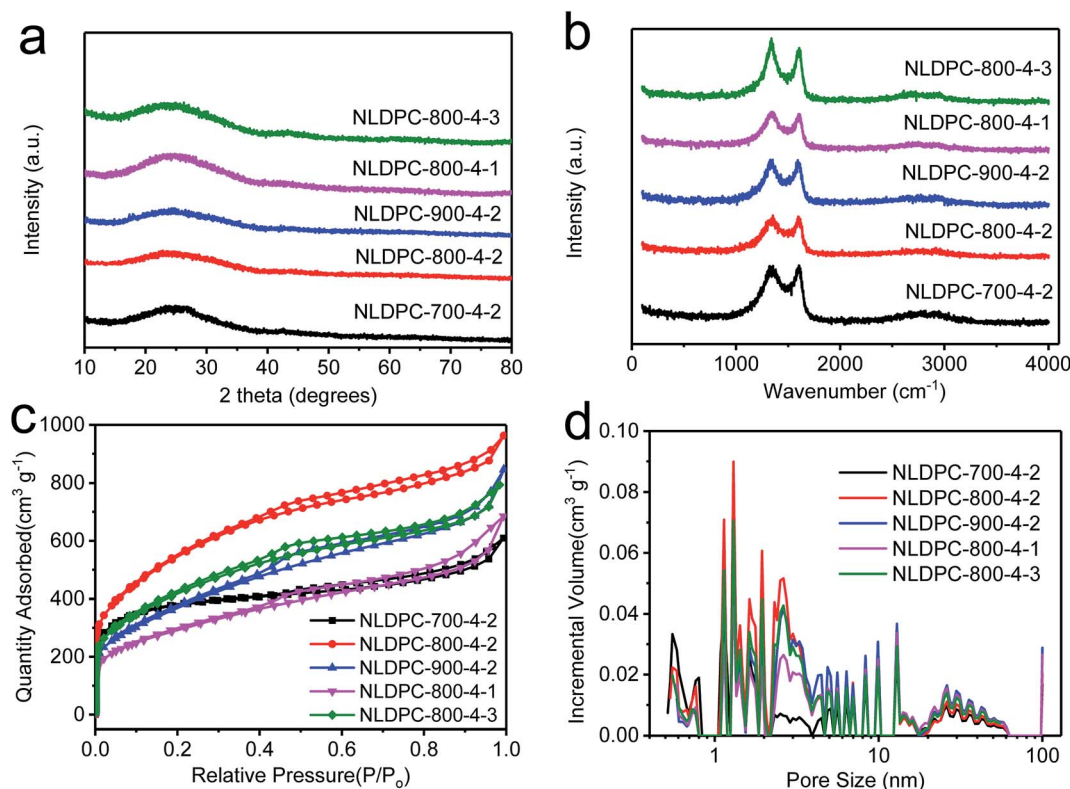 a
Intensity (a.u.)
NLDPC-800-4-3
NLDPC-800-4-1
NLDPC-900-4-2
NLDPC-800-4-2
NLDPC-700-4-2
10 20 30 40 50 60 70 80
2 theta (degrees)
b
Intensity (a.u.)
NLDPC-800-4-3
NLDPC-800-4-1
NLDPC-900-4-2
NLDPC-800-4-2
NLDPC-700-4-2
0 1000 2000 3000 4000
Wavenumber (cm⁻¹)
c
Quantity Adsorbed(cm³ g⁻¹)
1000
800
600
400
200
0
NLDPC-700-4-2
NLDPC-800-4-2
NLDPC-900-4-2
NLDPC-800-4-1
NLDPC-800-4-3
0.0 0.2 0.4 0.6 0.8 1.0
Relative Pressure(P/Pₒ)
d
Incremental Volume(cm³ g⁻¹)
0.10
0.08
0.06
0.04
0.02
0.00
NLDPC-700-4-2
NLDPC-800-4-2
NLDPC-900-4-2
NLDPC-800-4-1
NLDPC-800-4-3
1 10 100
Pore Size (nm)